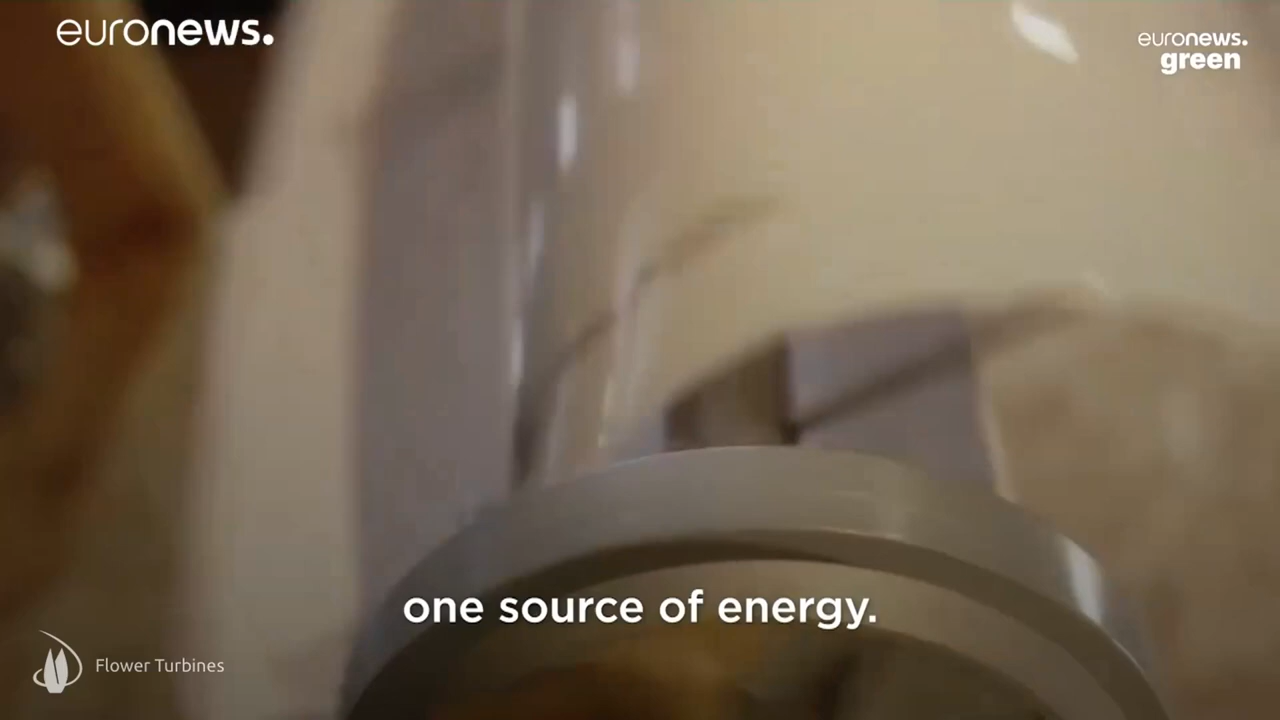 euronews.
euronews.
green
one source of energy.
Flower Turbines